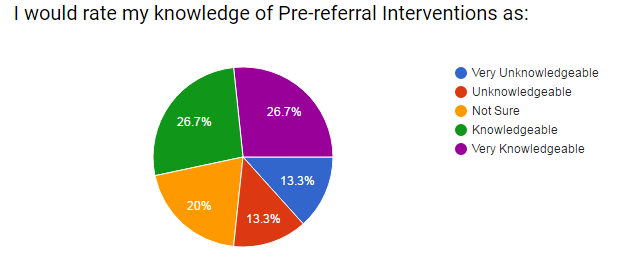 I would rate my knowledge of Pre-referral Interventions as:
Very Unknowledgeable
Unknowledgeable
Not Sure
Knowledgeable
Very Knowledgeable
26.7%
26.7%
13.3%
20%
13.3%